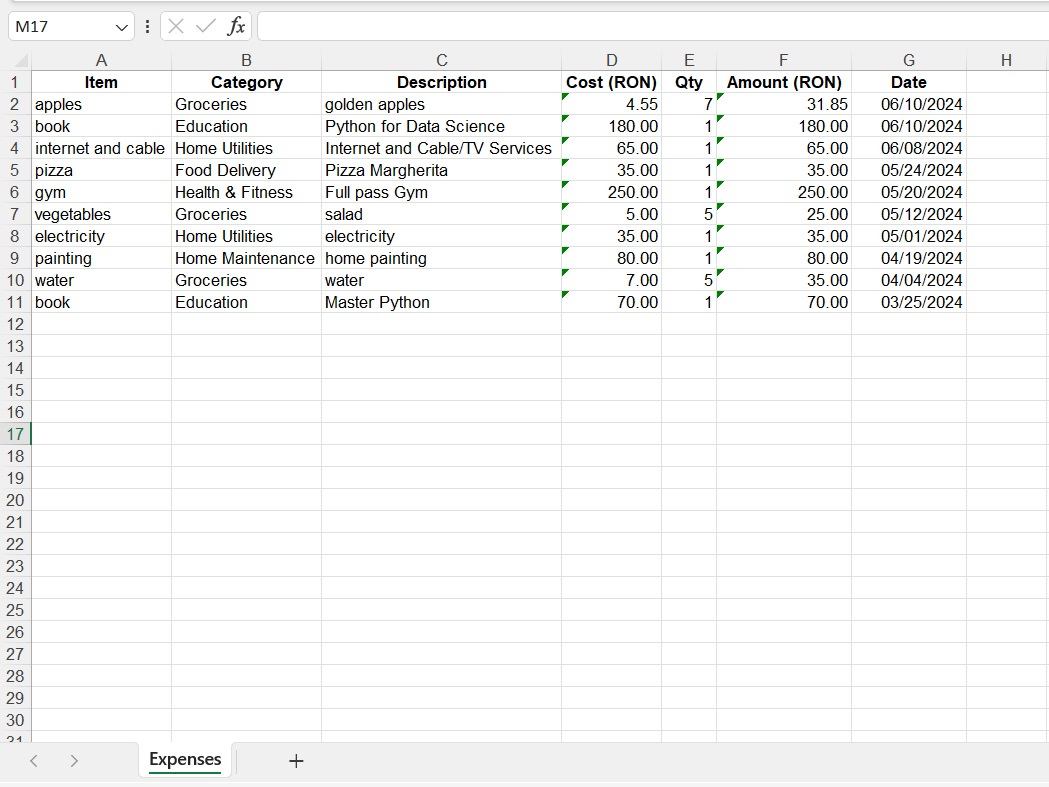 M17 fx
A B C D E F G H
1 Item Category Description Cost (RON) Qty Amount (RON) Date
2 apples Groceries golden apples 4.55 7 31.85 06/10/2024
3 book Education Python for Data Science 180.00 1 180.00 06/10/2024
4 internet and cable Home Utilities Internet and Cable/TV Services 65.00 1 65.00 06/08/2024
5 pizza Food Delivery Pizza Margherita 35.00 1 35.00 05/24/2024
6 gym Health & Fitness Full pass Gym 250.00 1 250.00 05/20/2024
7 vegetables Groceries salad 5.00 5 25.00 05/12/2024
8 electricity Home Utilities electricity 35.00 1 35.00 05/01/2024
9 painting Home Maintenance home painting 80.00 1 80.00 04/19/2024
10 water Groceries water 7.00 5 35.00 04/04/2024
11 book Education Master Python 70.00 1 70.00 03/25/2024
12
13
14
15
16
17
18
19
20
21
22
23
24
25
26
27
28
29
30
31
Expenses